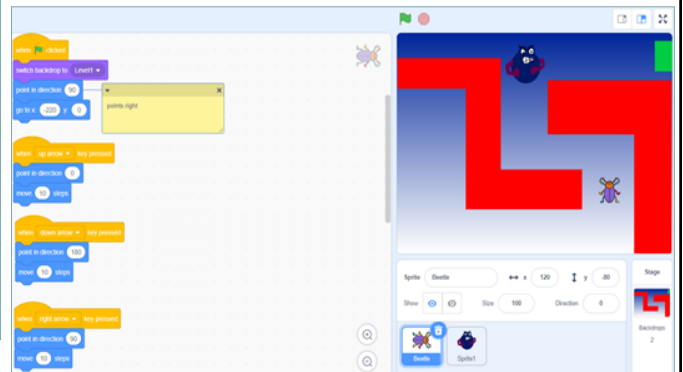 when clicked
switch backdrop to Level1
point in direction 90
points right
go to x: -220 y: 0
when up arrow key pressed
point in direction 0
move 10 steps
when down arrow key pressed
point in direction 180
move 10 steps
when right arrow key pressed
point in direction 90
move 10 steps
Sprite Beetle x 120 y -80
Show Size 100 Direction 0
Beetle Sprite1
Stage
Backdrops
2